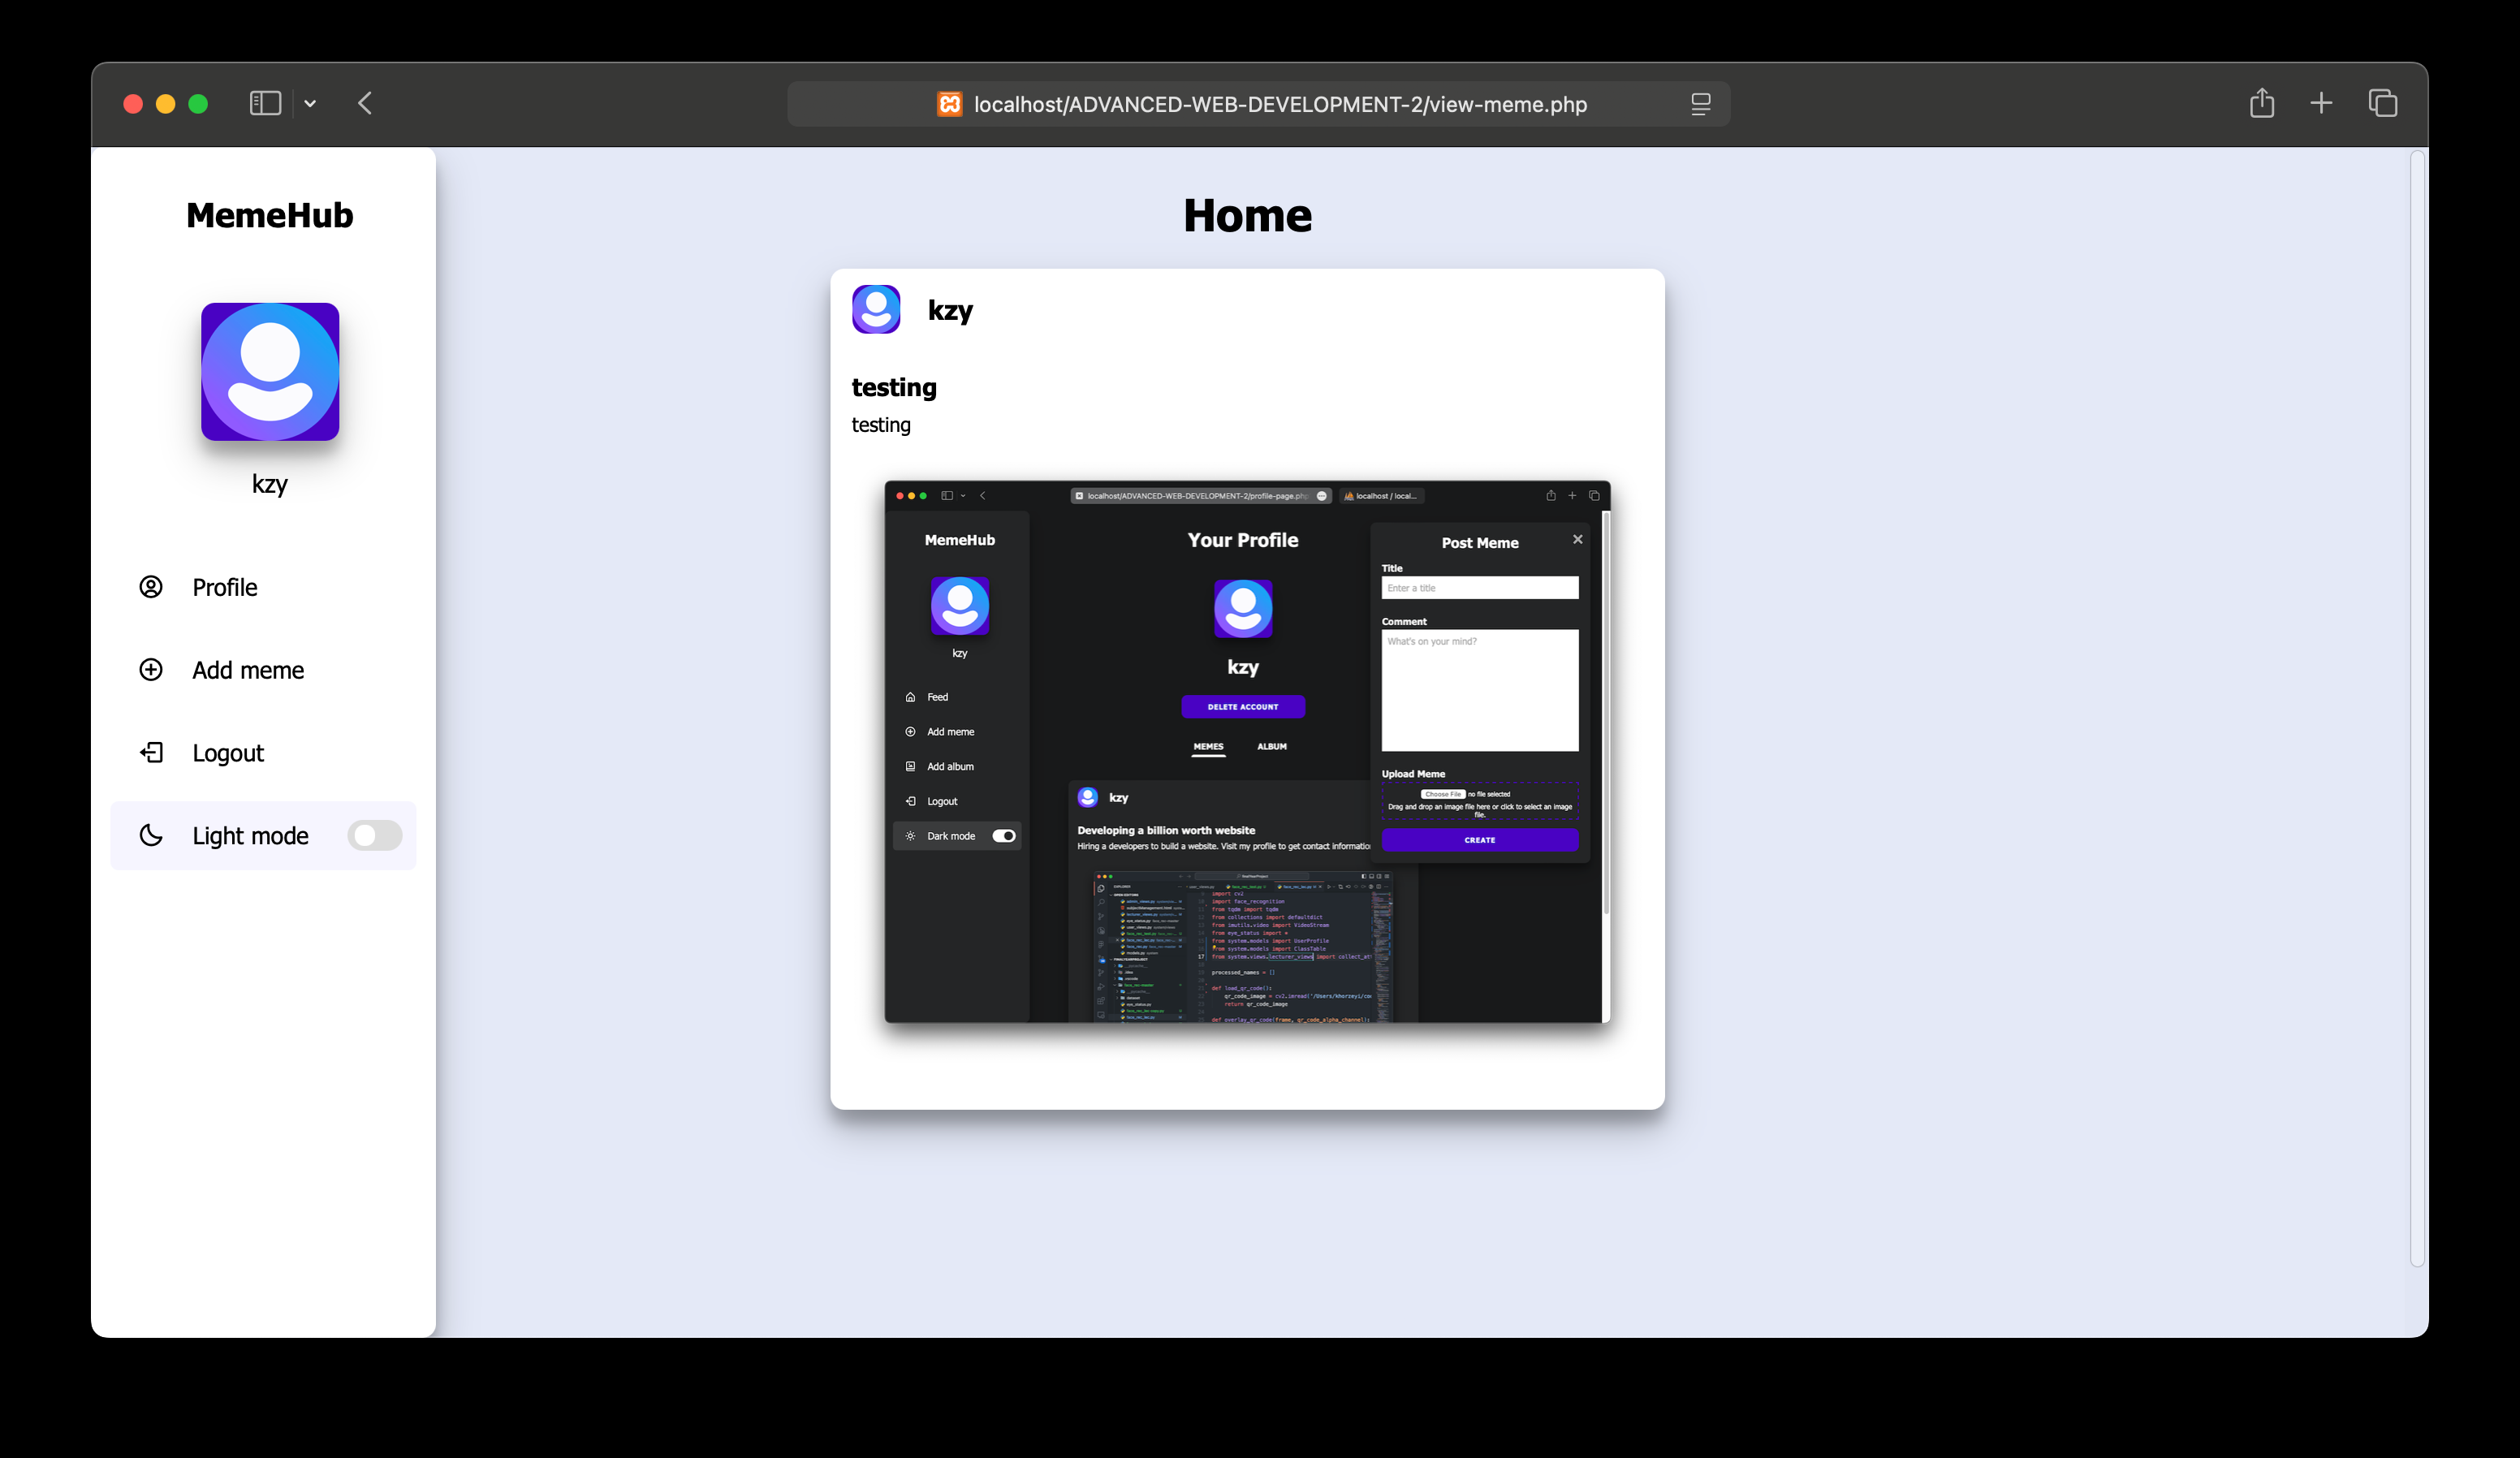 localhost/ADVANCED-WEB-DEVELOPMENT-2/view-meme.php
MemeHub
kzy
Profile
Add meme
Logout
Light mode
Home
kzy
testing
testing
localhost/ADVANCED-WEB-DEVELOPMENT-2/profile-page.php
localhost / local...
MemeHub
kzy
Feed
Add meme
Add album
Logout
Dark mode
Your Profile
kzy
DELETE ACCOUNT
MEMES
ALBUM
kzy
Developing a billion worth website
Hiring a developers to build a website. Visit my profile to get contact informatio
Post Meme
Title
Enter a title
Comment
What's on your mind?
Upload Meme
Choose File no file selected
Drag and drop an image file here or click to select an image
file.
CREATE
EXPLORER
import cv2
import face_recognition
from tqdm import tqdm
from collections import defaultdict
from imutils.video import VideoStream
from eye_status import *
from system.models import UserProfile
from system.models import ClassTable
17 from system.views.lecturer_views import collect_at
processed_names = []
def load_qr_code():
qr_code_image = cv2.imread('/Users/khorzeyi/co
return qr_code_image
def overlay_qr_code(frame, qr_code_alpha_channel):